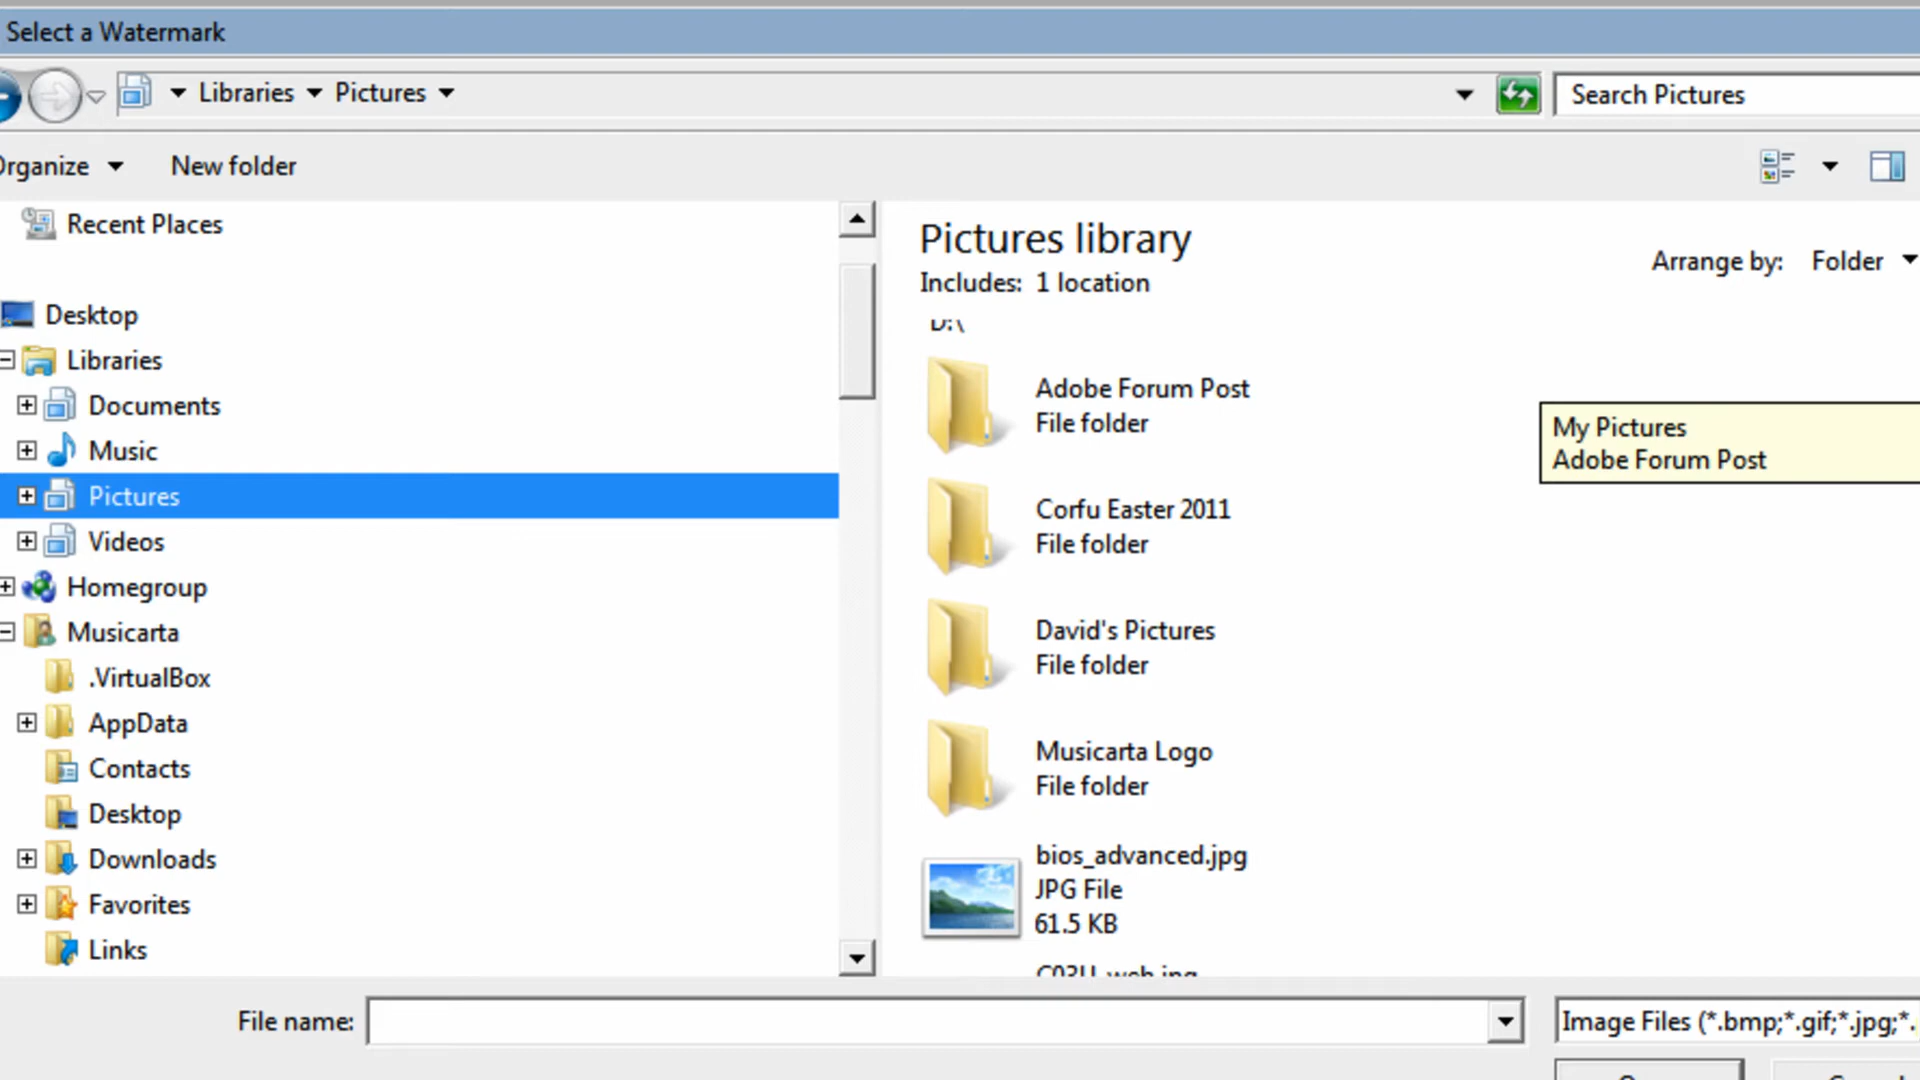 Select a Watermark
Libraries Pictures
Search Pictures
Organize New folder
Recent Places
Desktop
Libraries
Documents
Music
Pictures
Videos
Homegroup
Musicarta
.VirtualBox
AppData
Contacts
Desktop
Downloads
Favorites
Links
Pictures library
Includes: 1 location
Arrange by: Folder
D:\
Adobe Forum Post
File folder
Corfu Easter 2011
File folder
David's Pictures
File folder
Musicarta Logo
File folder
bios_advanced.jpg
JPG File
61.5 KB
My Pictures
Adobe Forum Post
File name:
Image Files (*.bmp;*.gif;*.jpg;*.